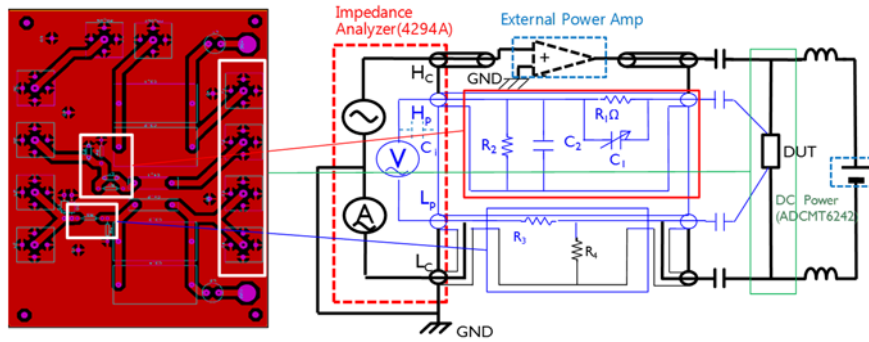 Impedance
Analyzer(4294A)
External Power Amp
H_C
GND
+
H_p
R_1Ω
C_i
R_2
C_2
C_1
V
DUT
L_p
A
R_3
R_4
DC Power
(ADCMT6242)
L_C
GND